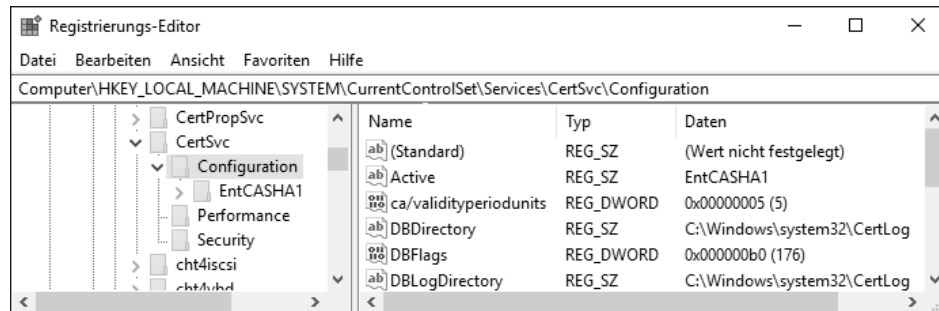 Registrierungs-Editor
Datei Bearbeiten Ansicht Favoriten Hilfe
Computer\HKEY_LOCAL_MACHINE\SYSTEM\CurrentControlSet\Services\CertSvc\Configuration
CertPropSvc
CertSvc
Configuration
EntCASHA1
Performance
Security
cht4iscsi
cht4vbd
Name Typ Daten
(Standard) REG_SZ (Wert nicht festgelegt)
Active REG_SZ EntCASHA1
ca/validityperiodunits REG_DWORD 0x00000005 (5)
DBDirectory REG_SZ C:\Windows\system32\CertLog
DBFlags REG_DWORD 0x000000b0 (176)
DBLogDirectory REG_SZ C:\Windows\system32\CertLog